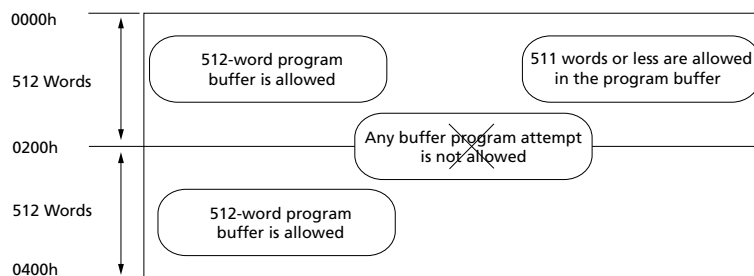 0000h
512-word program
buffer is allowed
511 words or less are allowed
in the program buffer
512 Words
Any buffer program attempt
is not allowed
0200h
512 Words
512-word program
buffer is allowed
0400h